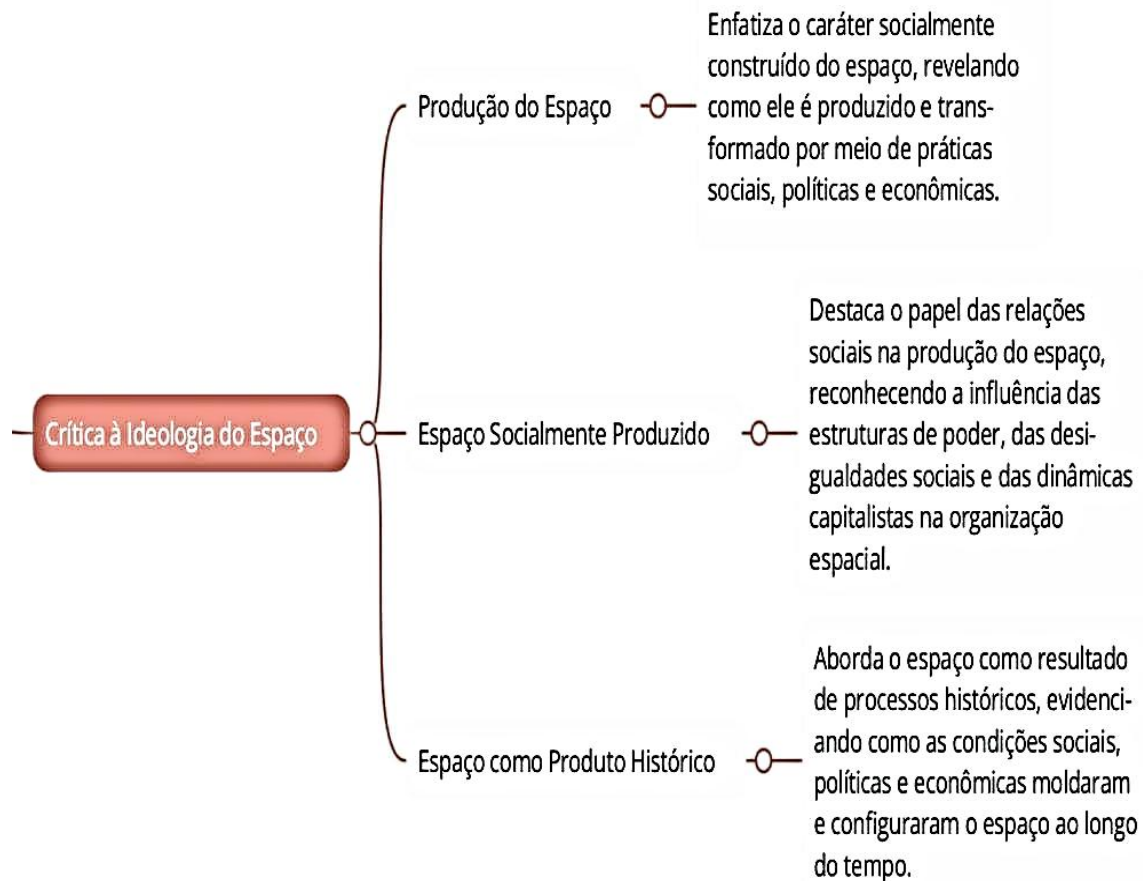 Crítica à Ideologia do Espaço
Produção do Espaço
Enfatiza o caráter socialmente
construído do espaço, revelando
como ele é produzido e trans-
formado por meio de práticas
sociais, políticas e econômicas.
Espaço Socialmente Produzido
Destaca o papel das relações
sociais na produção do espaço,
reconhecendo a influência das
estruturas de poder, das desi-
gualdades sociais e das dinâmicas
capitalistas na organização
espacial.
Espaço como Produto Histórico
Aborda o espaço como resultado
de processos históricos, evidenci-
ando como as condições sociais,
políticas e econômicas moldaram
e configuraram o espaço ao longo
do tempo.